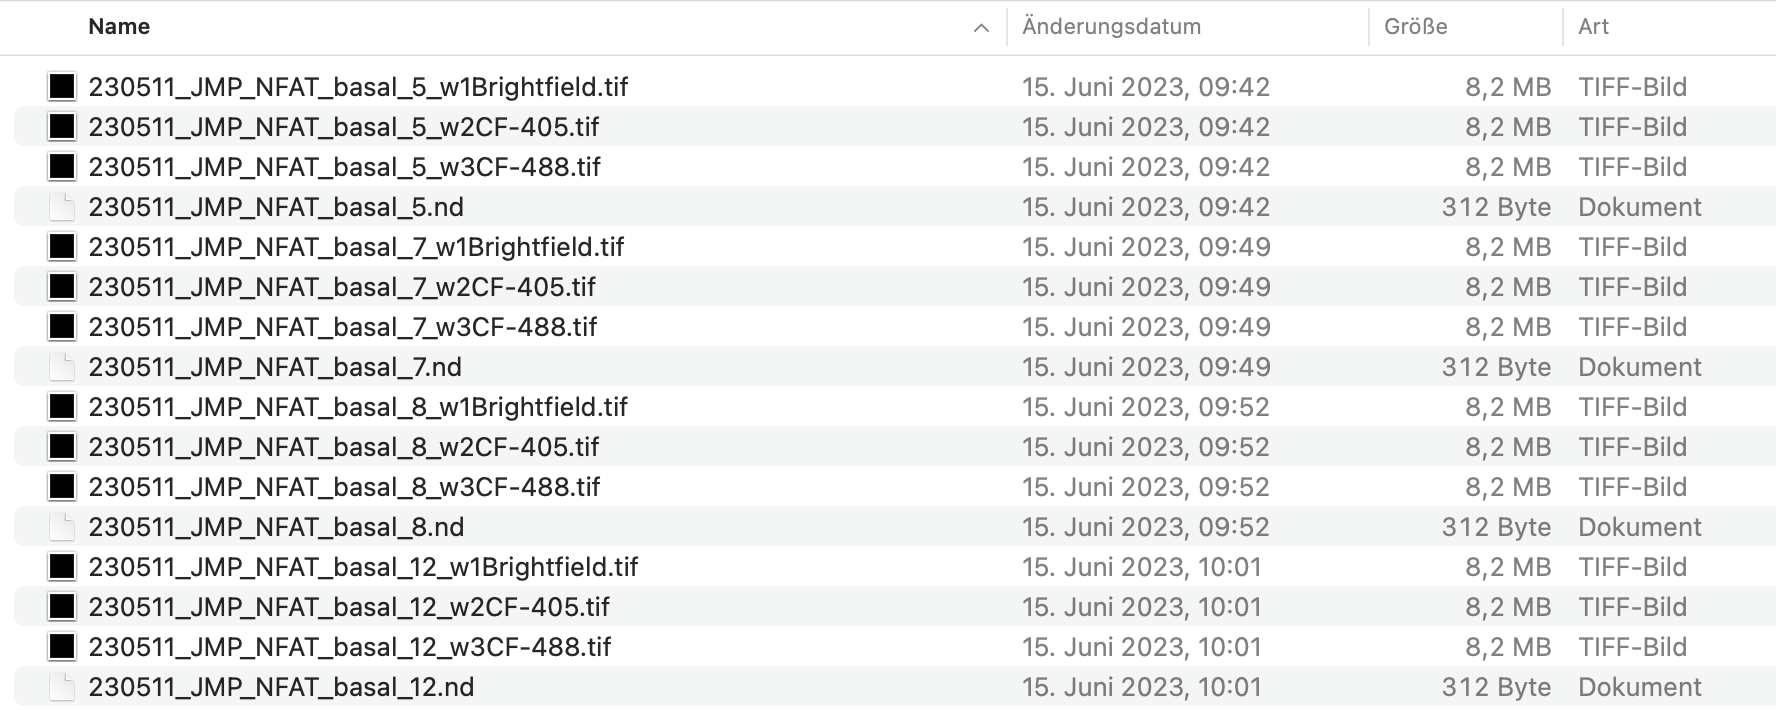 Name Änderungsdatum Größe Art
230511_JMP_NFAT_basal_5_w1Brightfield.tif 15. Juni 2023, 09:42 8,2 MB TIFF-Bild
230511_JMP_NFAT_basal_5_w2CF-405.tif 15. Juni 2023, 09:42 8,2 MB TIFF-Bild
230511_JMP_NFAT_basal_5_w3CF-488.tif 15. Juni 2023, 09:42 8,2 MB TIFF-Bild
230511_JMP_NFAT_basal_5.nd 15. Juni 2023, 09:42 312 Byte Dokument
230511_JMP_NFAT_basal_7_w1Brightfield.tif 15. Juni 2023, 09:49 8,2 MB TIFF-Bild
230511_JMP_NFAT_basal_7_w2CF-405.tif 15. Juni 2023, 09:49 8,2 MB TIFF-Bild
230511_JMP_NFAT_basal_7_w3CF-488.tif 15. Juni 2023, 09:49 8,2 MB TIFF-Bild
230511_JMP_NFAT_basal_7.nd 15. Juni 2023, 09:49 312 Byte Dokument
230511_JMP_NFAT_basal_8_w1Brightfield.tif 15. Juni 2023, 09:52 8,2 MB TIFF-Bild
230511_JMP_NFAT_basal_8_w2CF-405.tif 15. Juni 2023, 09:52 8,2 MB TIFF-Bild
230511_JMP_NFAT_basal_8_w3CF-488.tif 15. Juni 2023, 09:52 8,2 MB TIFF-Bild
230511_JMP_NFAT_basal_8.nd 15. Juni 2023, 09:52 312 Byte Dokument
230511_JMP_NFAT_basal_12_w1Brightfield.tif 15. Juni 2023, 10:01 8,2 MB TIFF-Bild
230511_JMP_NFAT_basal_12_w2CF-405.tif 15. Juni 2023, 10:01 8,2 MB TIFF-Bild
230511_JMP_NFAT_basal_12_w3CF-488.tif 15. Juni 2023, 10:01 8,2 MB TIFF-Bild
230511_JMP_NFAT_basal_12.nd 15. Juni 2023, 10:01 312 Byte Dokument